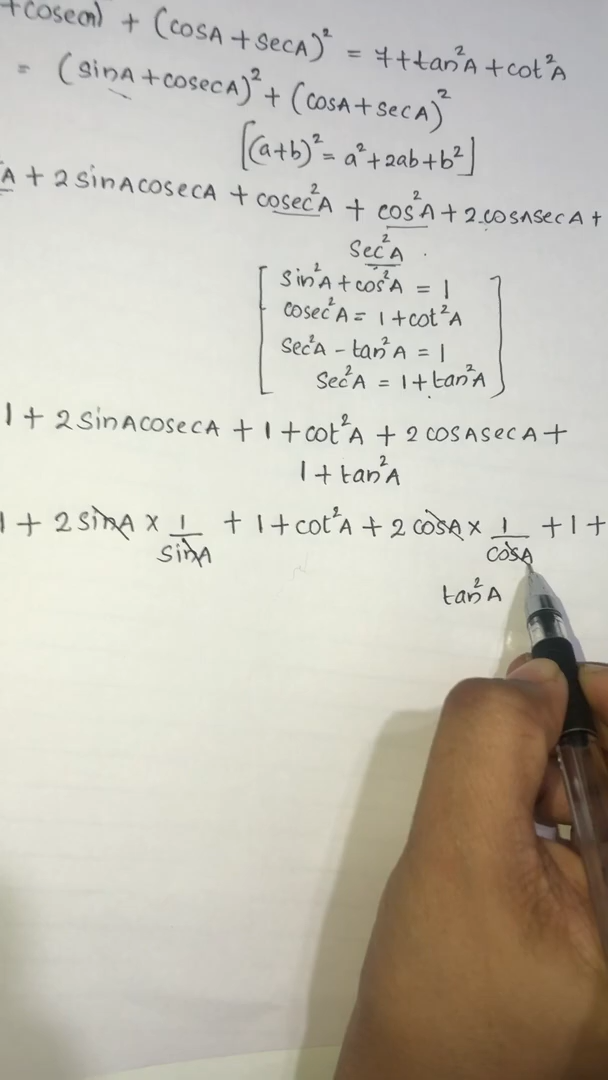 +cosecA) + (cosA + secA)² = 7+tan²A + cot²A
= (sinA + cosecA)² + (cosA + secA)²
[(a+b)² = a² + 2ab + b²]
A + 2 sinA cosecA + cosec²A + cos²A + 2.cosAsecA +
sec²A.
sin²A + cos²A = 1
cosec²A = 1 + cot²A
sec²A - tan²A = 1
sec²A = 1 + tan²A
1 + 2 sinA cosecA + 1 + cot²A + 2 cosA secA +
1 + tan²A
1 + 2 sinA × 1/sinA + 1 + cot²A + 2 cosA × 1/cosA + 1 +
tan²A